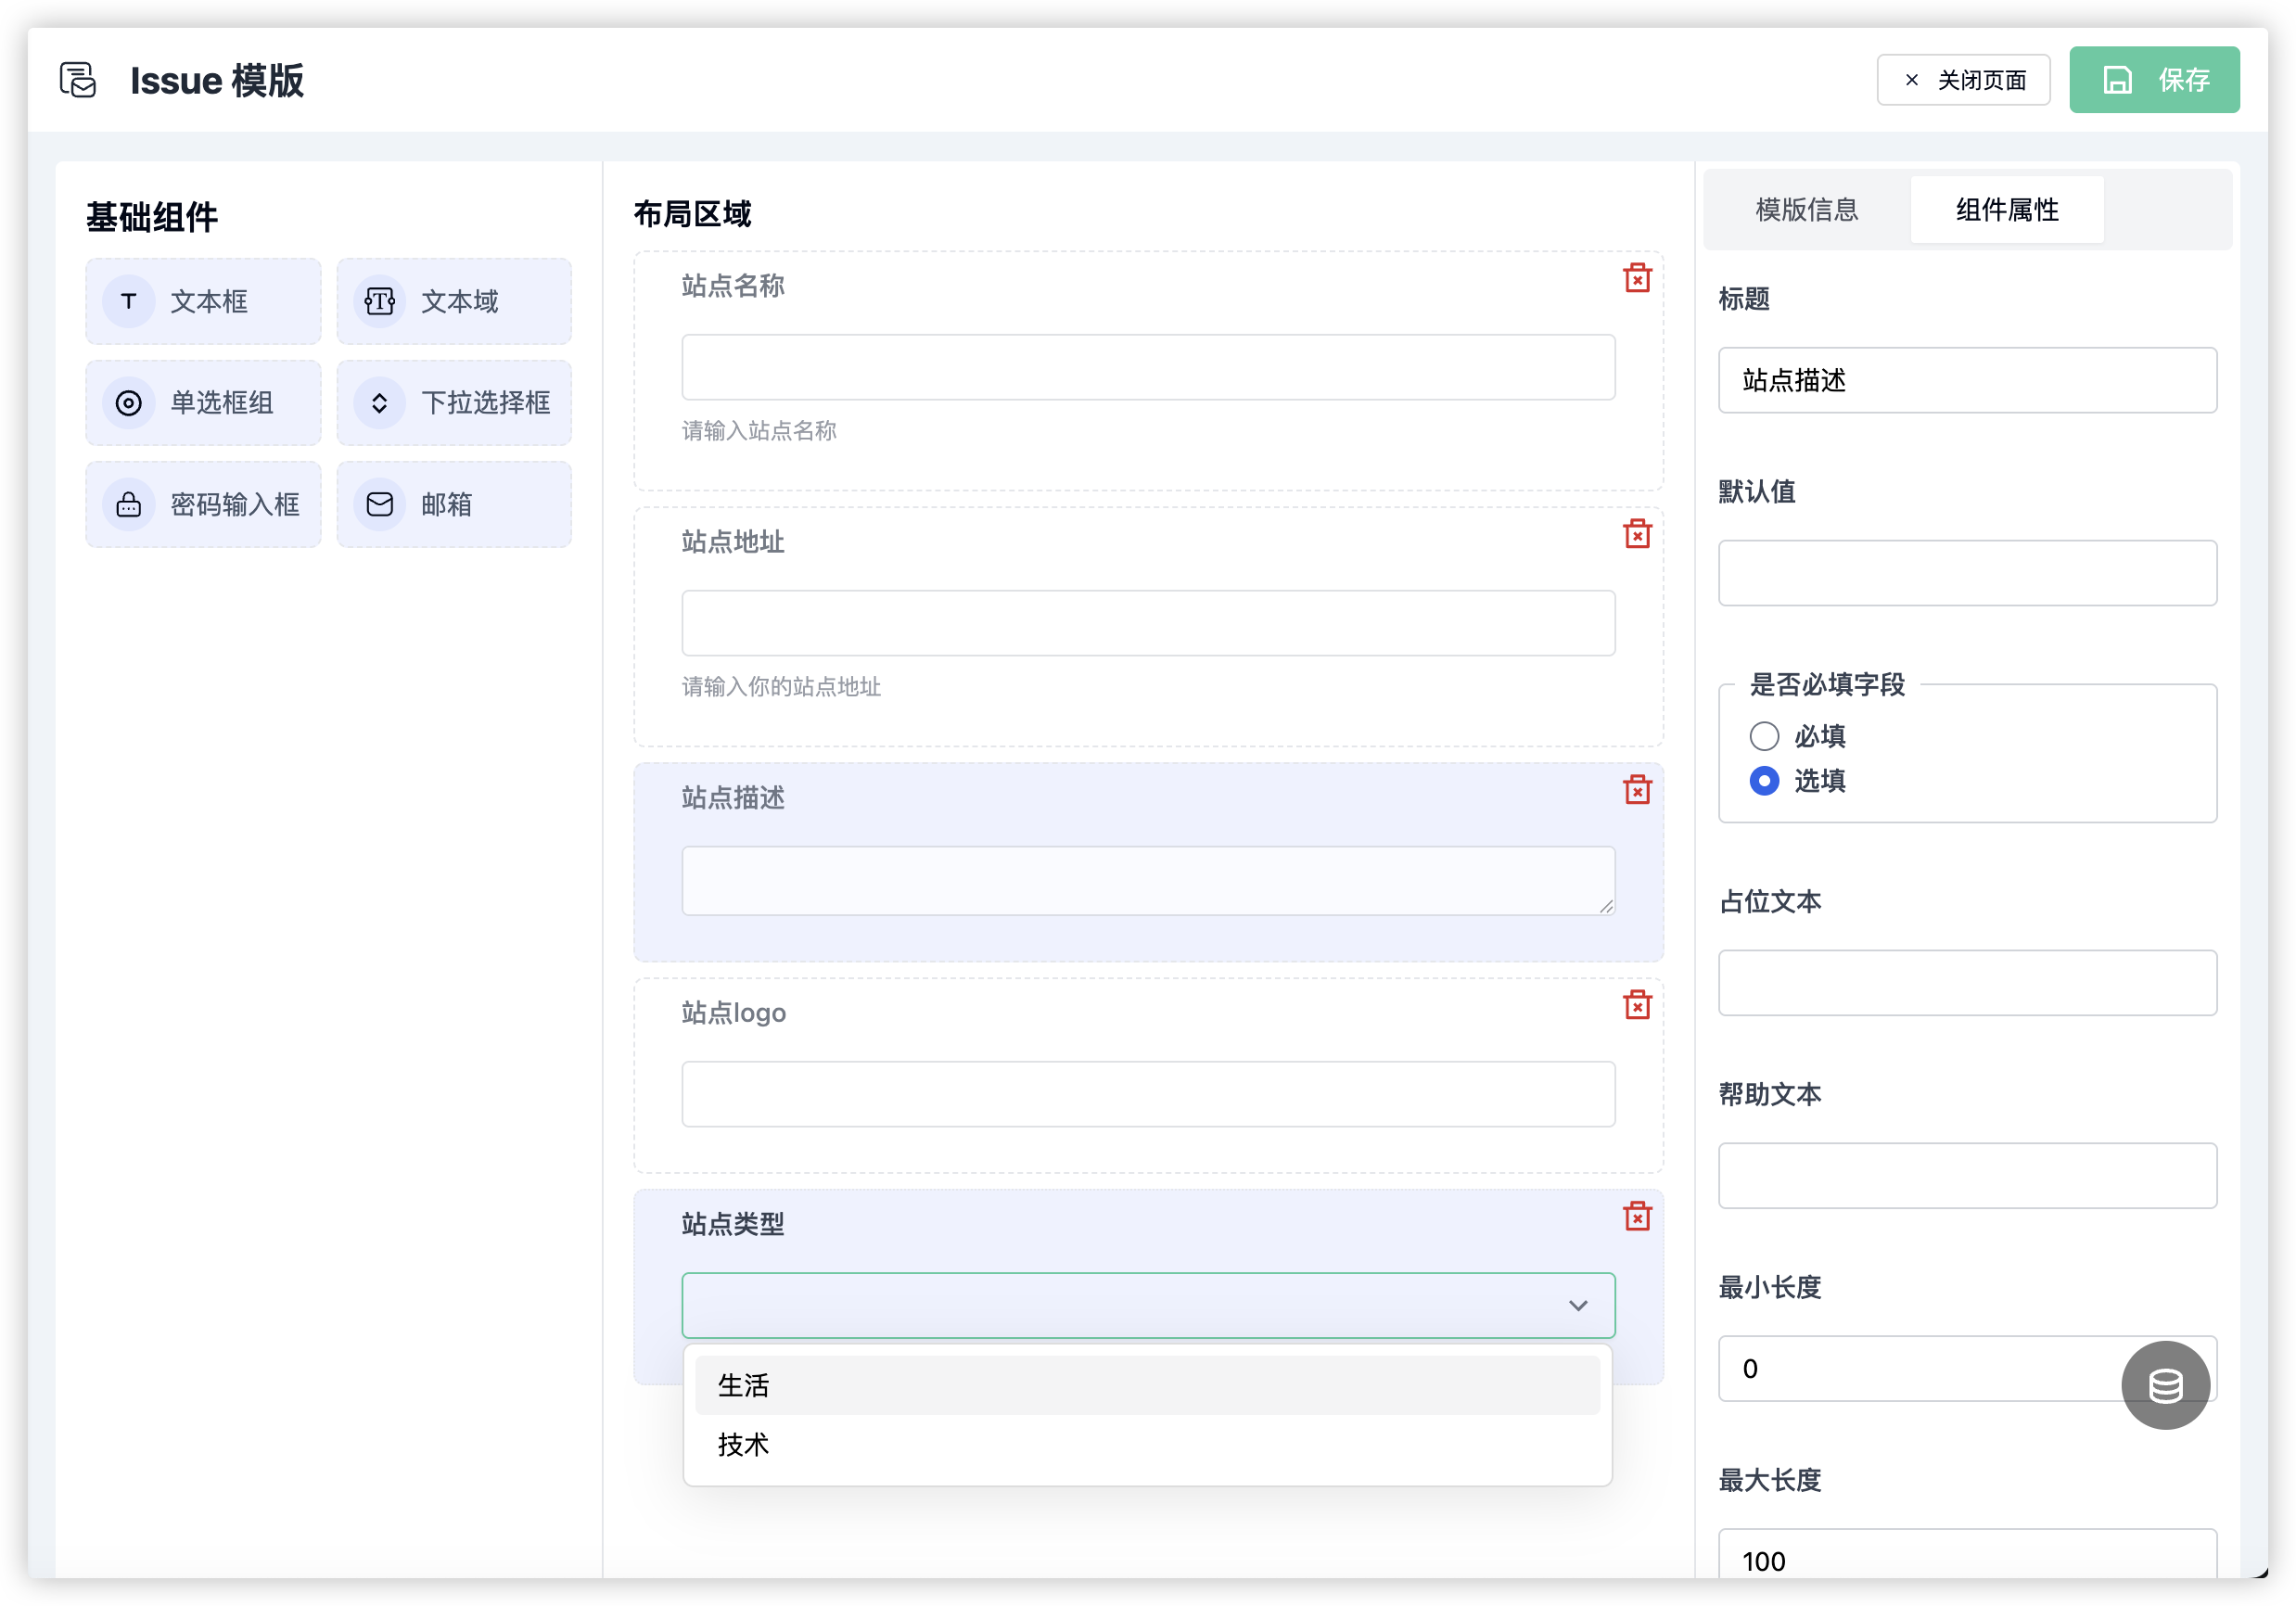 Issue 模版
× 关闭页面
保存
基础组件
T 文本框
T 文本域
单选框组
下拉选择框
密码输入框
邮箱
布局区域
站点名称
请输入站点名称
站点地址
请输入你的站点地址
站点描述
站点logo
站点类型
生活
技术
模版信息
组件属性
标题
站点描述
默认值
是否必填字段
必填
选填
占位文本
帮助文本
最小长度
0
最大长度
100